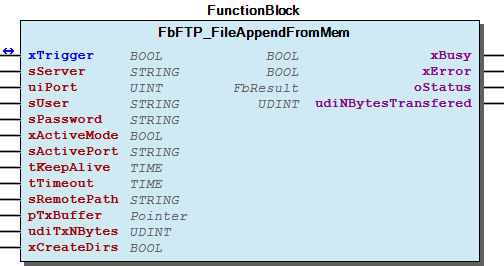 FunctionBlock
FbFTP_FileAppendFromMem
xTrigger BOOL BOOL xBusy
sServer STRING BOOL xError
uiPort UINT FbResult oStatus
sUser STRING UDINT udiNBytesTransfered
sPassword STRING
xActiveMode BOOL
sActivePort STRING
tKeepAlive TIME
tTimeout TIME
sRemotePath STRING
pTxBuffer Pointer
udiTxNBytes UDINT
xCreateDirs BOOL